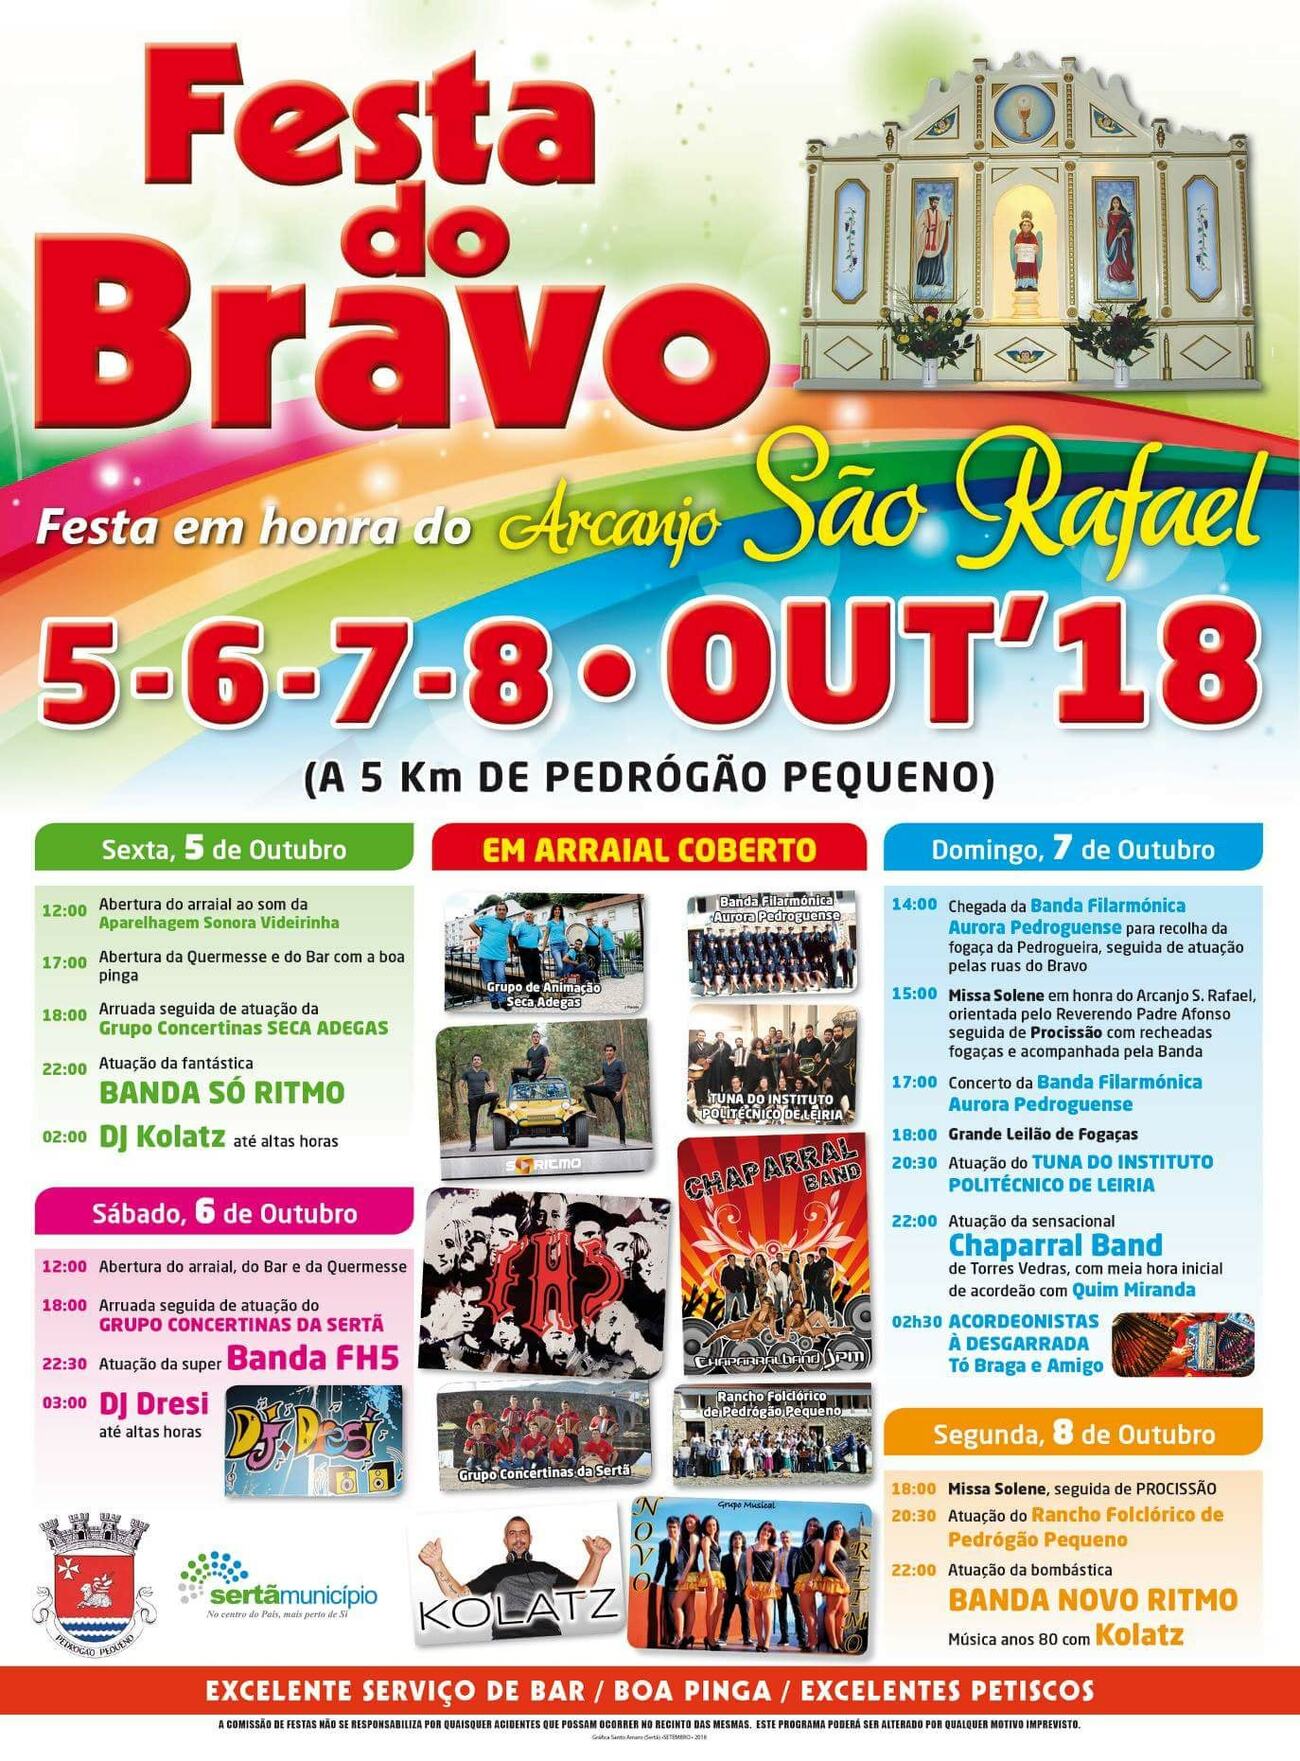 Festa
do
Bravo
Festa em honra do Arcanjo São Rafael
5-6-7-8 • OUT'18
(A 5 Km DE PEDRÓGÃO PEQUENO)
Sexta, 5 de Outubro
12:00 Abertura do arraial ao som da
Aparelhagem Sonora Videirinha
17:00 Abertura da Quermesse e do Bar com a boa
pinga
18:00 Arruada seguida de atuação da
Grupo Concertinas SECA ADEGAS
22:00 Atuação da fantástica
BANDA SÓ RITMO
02:00 DJ Kolatz até altas horas
Sábado, 6 de Outubro
12:00 Abertura do arraial, do Bar e da Quermesse
18:00 Arruada seguida de atuação do
GRUPO CONCERTINAS DA SERTÃ
22:30 Atuação da super Banda FH5
03:00 DJ Dresi
até altas horas
DJ. Dresi
PEDROGÃO PEQUENO
sertãmunicípio
No centro do País, mais perto de Si
EM ARRAIAL COBERTO
Grupo de Animação
Seca Adegas
Banda Filarmónica
Aurora Pedroguense
SÓRITMO
TUNA DO INSTITUTO
POLITÉCNICO DE LEIRIA
FH5
CHAPARRAL
BAND
CHAPARRALBAND JPM
Grupo Concertinas da Sertã
Rancho Folclórico
de Pedrógão Pequeno
KOLATZ
Grupo Musical
NOVO
RITMO
Domingo, 7 de Outubro
14:00 Chegada da Banda Filarmónica
Aurora Pedroguense para recolha da
fogaça da Pedrogueira, seguida de atuação
pelas ruas do Bravo
15:00 Missa Solene em honra do Arcanjo S. Rafael,
orientada pelo Reverendo Padre Afonso
seguida de Procissão com recheadas
fogaças e acompanhada pela Banda
17:00 Concerto da Banda Filarmónica
Aurora Pedroguense
18:00 Grande Leilão de Fogaças
20:30 Atuação do TUNA DO INSTITUTO
POLITÉCNICO DE LEIRIA
22:00 Atuação da sensacional
Chaparral Band
de Torres Vedras, com meia hora inicial
de acordeão com Quim Miranda
02h30 ACORDEONISTAS
À DESGARRADA
Tó Braga e Amigo
Segunda, 8 de Outubro
18:00 Missa Solene, seguida de PROCISSÃO
20:30 Atuação do Rancho Folclórico de
Pedrógão Pequeno
22:00 Atuação da bombástica
BANDA NOVO RITMO
Música anos 80 com Kolatz
EXCELENTE SERVIÇO DE BAR / BOA PINGA / EXCELENTES PETISCOS
A COMISSÃO DE FESTAS NÃO SE RESPONSABILIZA POR QUAISQUER ACIDENTES QUE POSSAM OCORRER NO RECINTO DAS MESMAS. ESTE PROGRAMA PODERÁ SER ALTERADO POR QUALQUER MOTIVO IMPREVISTO.
Gráfica Santo Amaro (Sertã) •SETEMBRO • 2018